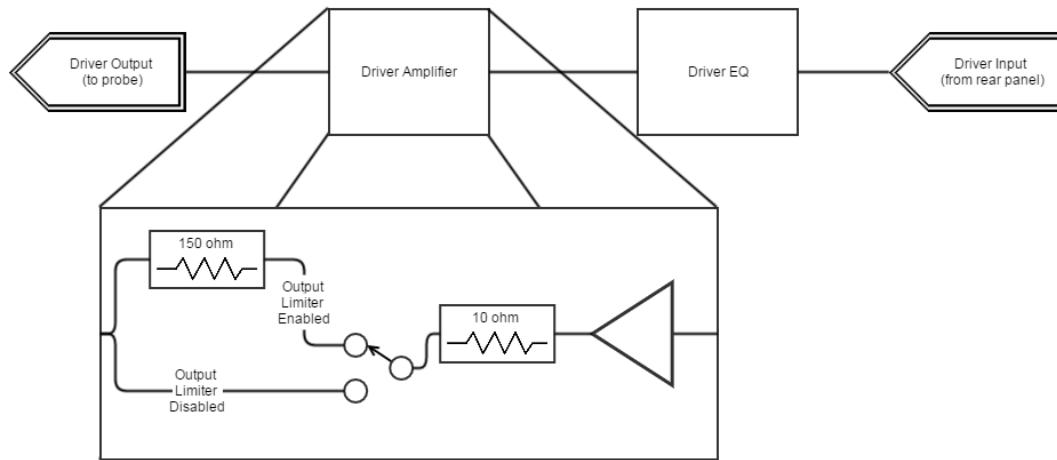 Driver Output
(to probe)
Driver Amplifier
Driver EQ
Driver Input
(from rear panel)
150 ohm
Output
Limiter
Enabled
10 ohm
Output
Limiter
Disabled